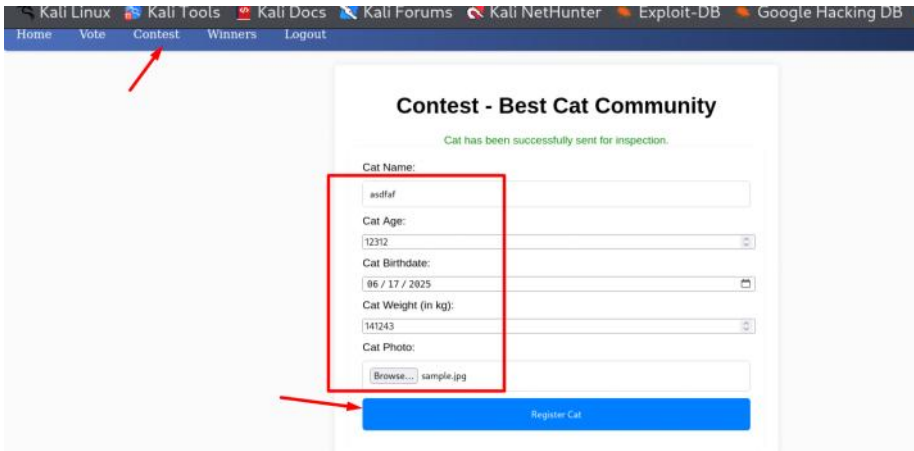 Kali Linux Kali Tools Kali Docs Kali Forums Kali NetHunter Exploit-DB Google Hacking DB
Home Vote Contest Winners Logout
Contest - Best Cat Community
Cat has been successfully sent for inspection.
Cat Name:
asdfaf
Cat Age:
12312
Cat Birthdate:
06 / 17 / 2025
Cat Weight (in kg):
141243
Cat Photo:
Browse... sample.jpg
Register Cat